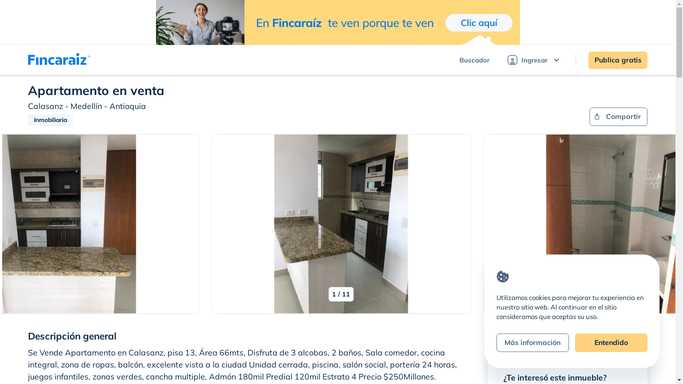 En Fincaraíz te ven porque te ven
Clic aquí
Fincaraiz
Buscador
Ingresar
Publica gratis
Apartamento en venta
Calasanz - Medellín - Antioquia
Inmobiliaria
Compartir
1 / 11
Utilizamos cookies para mejorar tu experiencia en
nuestro sitio web. Al continuar en el sitio
consideramos que aceptas su uso.
Más información
Entendido
Descripción general
Se Vende Apartamento en Calasanz, piso 13, Área 66mts, Disfruta de 3 alcobas, 2 baños, Sala comedor, cocina
integral, zona de ropas, balcón, excelente vista a la ciudad Unidad cerrada, piscina, salón social, portería 24 horas,
juegos infantiles, zonas verdes, cancha multiple, Admón 180mil Predial 120mil Estrato 4 Precio $250Millones.
¿Te interesó este inmueble?